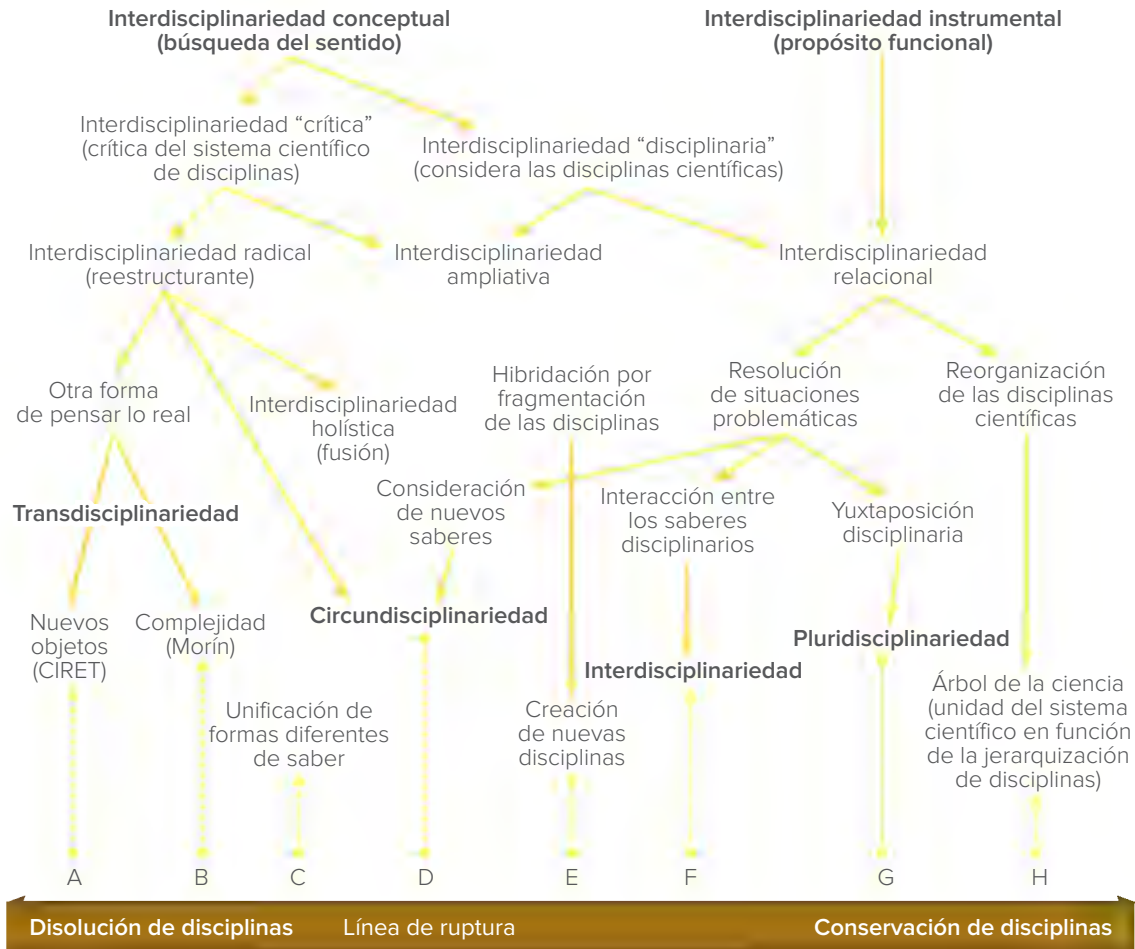 Interdisciplinariedad conceptual
(búsqueda del sentido)
Interdisciplinariedad instrumental
(propósito funcional)
Interdisciplinariedad “crítica”
(crítica del sistema científico
de disciplinas)
Interdisciplinariedad “disciplinaria”
(considera las disciplinas científicas)
Interdisciplinariedad radical
(reestructurante)
Interdisciplinariedad
ampliativa
Interdisciplinariedad
relacional
Otra forma
de pensar lo real
Interdisciplinariedad
holística
(fusión)
Hibridación por
fragmentación
de las disciplinas
Resolución
de situaciones
problemáticas
Reorganización
de las disciplinas
científicas
Transdisciplinariedad
Consideración
de nuevos
saberes
Interacción entre
los saberes
disciplinarios
Yuxtaposición
disciplinaria
Nuevos
objetos
(CIRET)
Complejidad
(Morín)
Circundisciplinariedad
Interdisciplinariedad
Pluridisciplinariedad
Unificación de
formas diferentes
de saber
Creación
de nuevas
disciplinas
Árbol de la ciencia
(unidad del sistema
científico en función
de la jerarquización
de disciplinas)
A B C D E F G H
Disolución de disciplinas Línea de ruptura Conservación de disciplinas